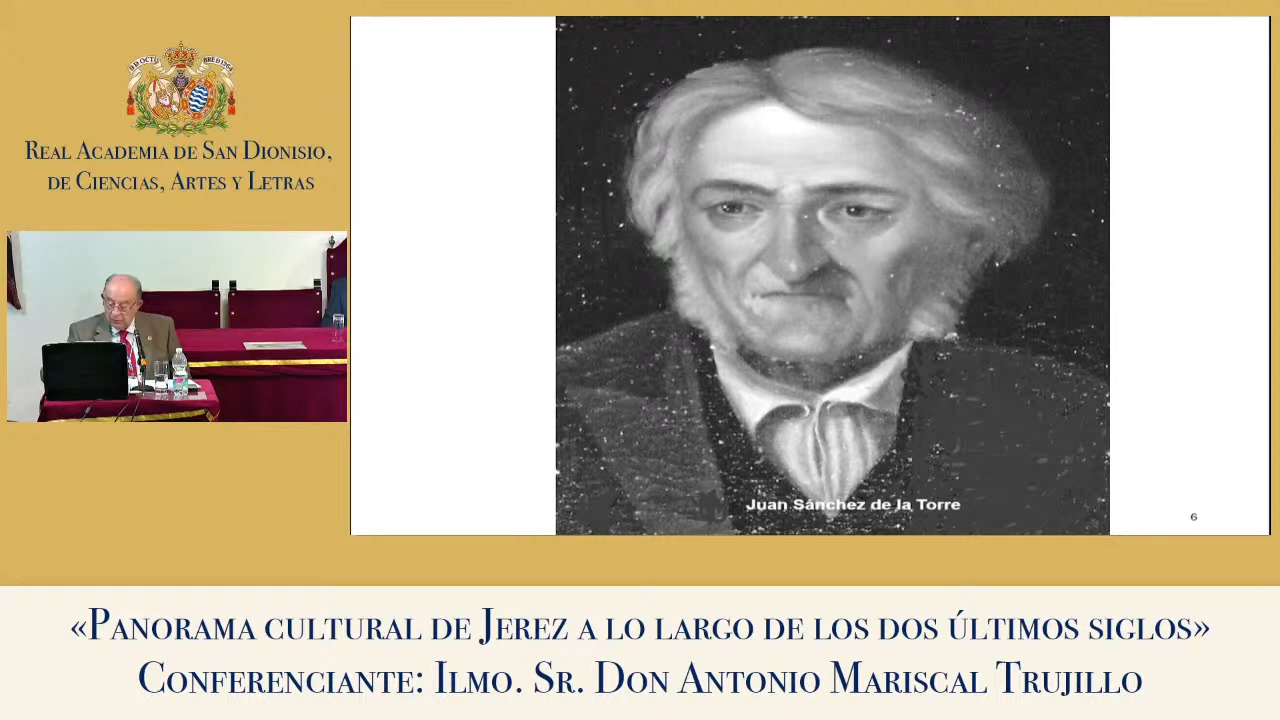 Real Academia de San Dionisio,
de Ciencias, Artes y Letras
Juan Sánchez de la Torre
6
«Panorama cultural de Jerez a lo largo de los dos últimos siglos»
Conferenciante: Ilmo. Sr. Don Antonio Mariscal Trujillo